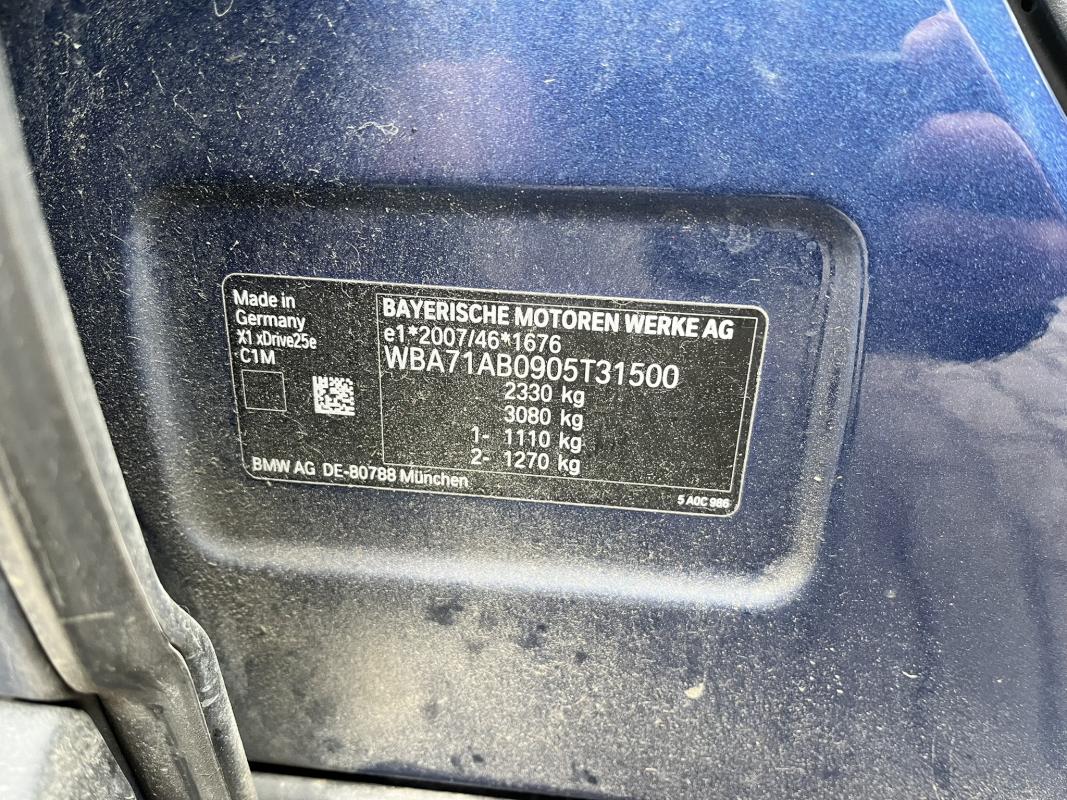 Made in
Germany
X1 xDrive25e
C1M
BAYERISCHE MOTOREN WERKE AG
e1*2007/46*1676
WBA71AB0905T31500
2330 kg
3080 kg
1- 1110 kg
2- 1270 kg
BMW AG DE-80788 München
5 A0C 986